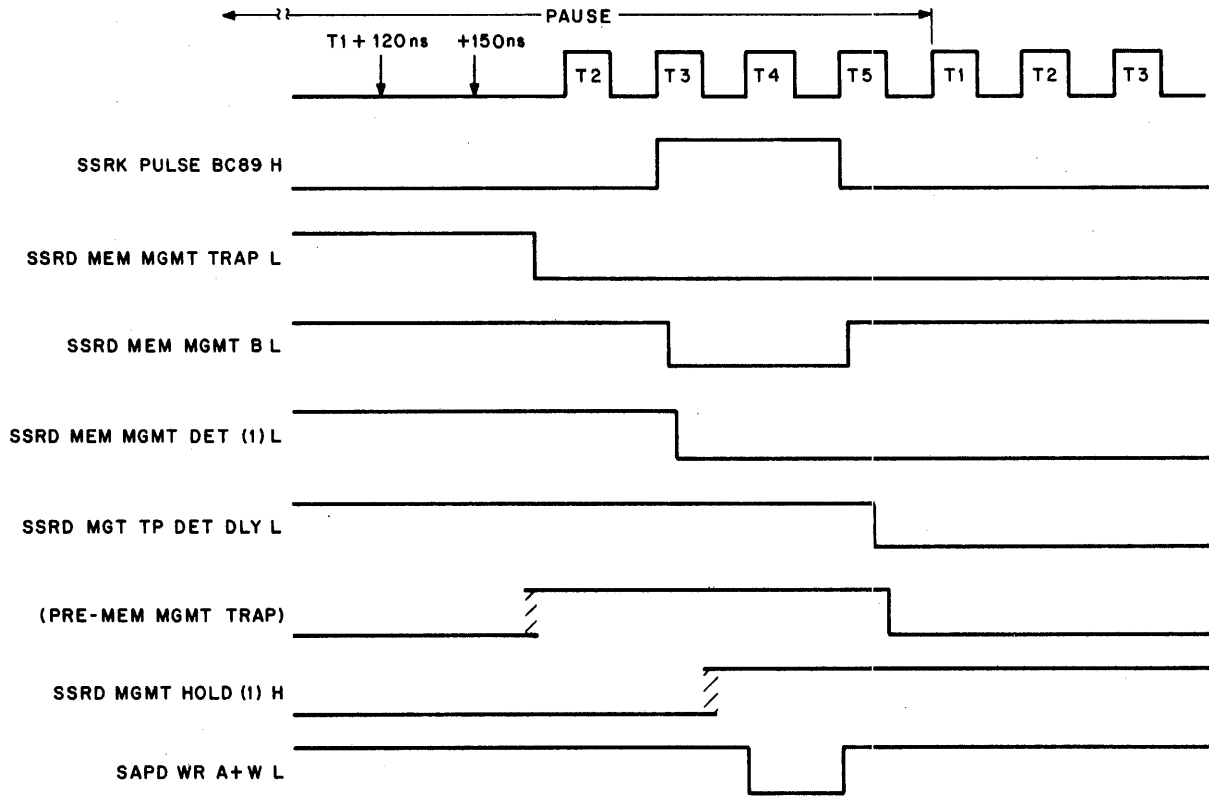 PAUSE
T1 + 120ns +150ns
T2 T3 T4 T5 T1 T2 T3
SSRK PULSE BC89 H
SSRD MEM MGMT TRAP L
SSRD MEM MGMT B L
SSRD MEM MGMT DET (1) L
SSRD MGT TP DET DLY L
(PRE-MEM MGMT TRAP)
SSRD MGMT HOLD (1) H
SAPD WR A+W L